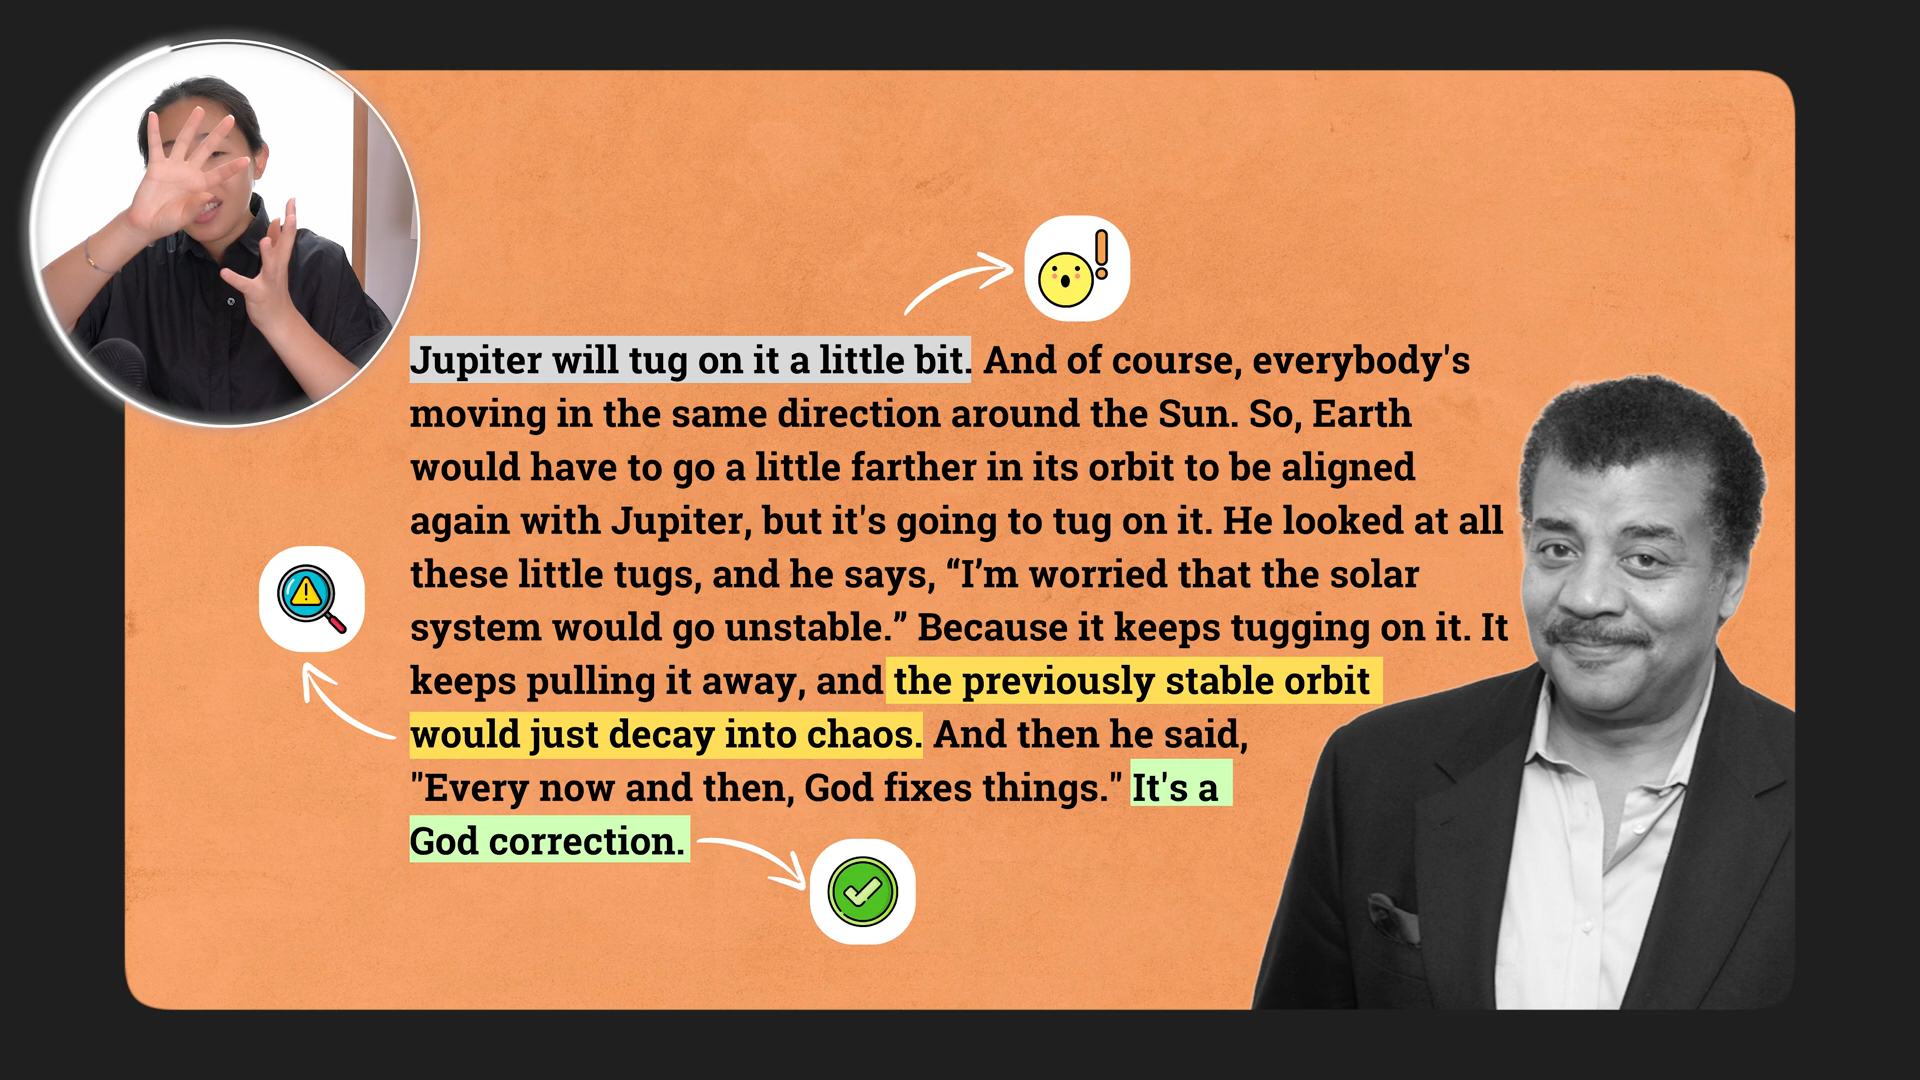 Jupiter will tug on it a little bit. And of course, everybody's
moving in the same direction around the Sun. So, Earth
would have to go a little farther in its orbit to be aligned
again with Jupiter, but it's going to tug on it. He looked at all
these little tugs, and he says, “I’m worried that the solar
system would go unstable.” Because it keeps tugging on it. It
keeps pulling it away, and the previously stable orbit
would just decay into chaos. And then he said,
"Every now and then, God fixes things." It's a
God correction.